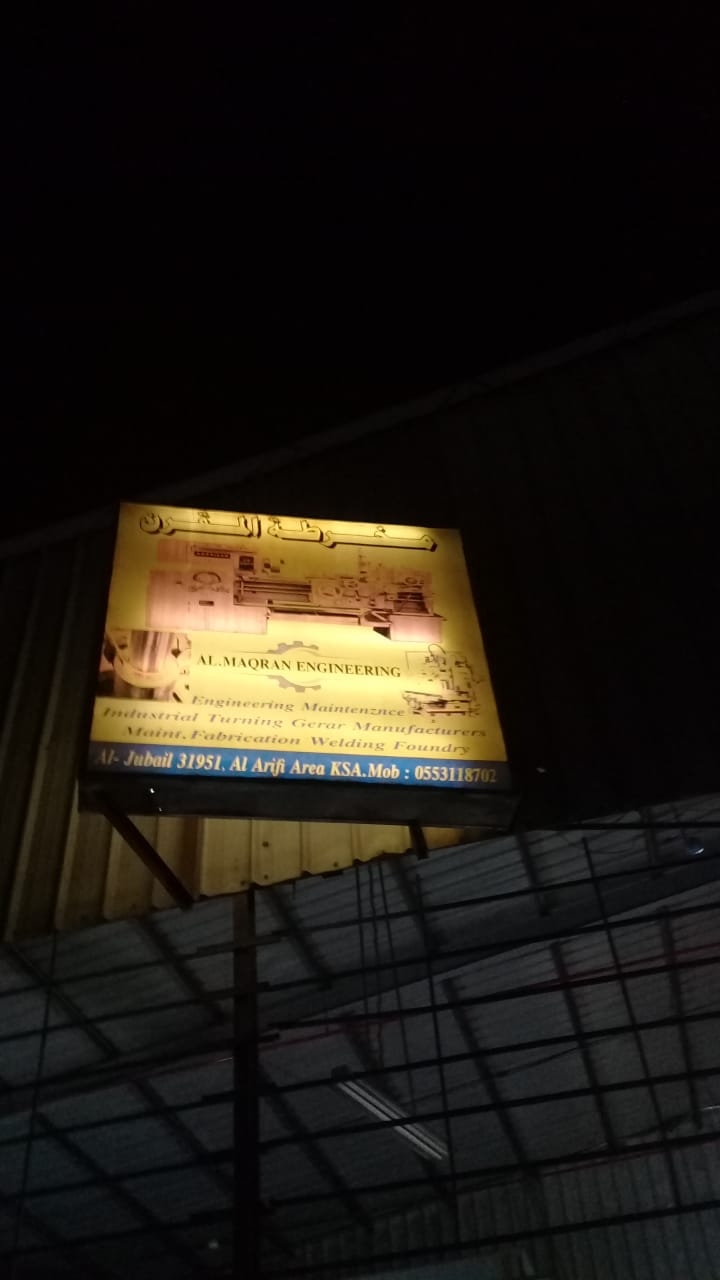 مخرطة المقرن
AL.MAQRAN ENGINEERING
Engineering Maintenznce
Industrial Turning Gerar Manufacturers
Maint. Fabrication Welding Foundry
Al- Jubail 31951, Al Arifi Area KSA.Mob : 0553118702